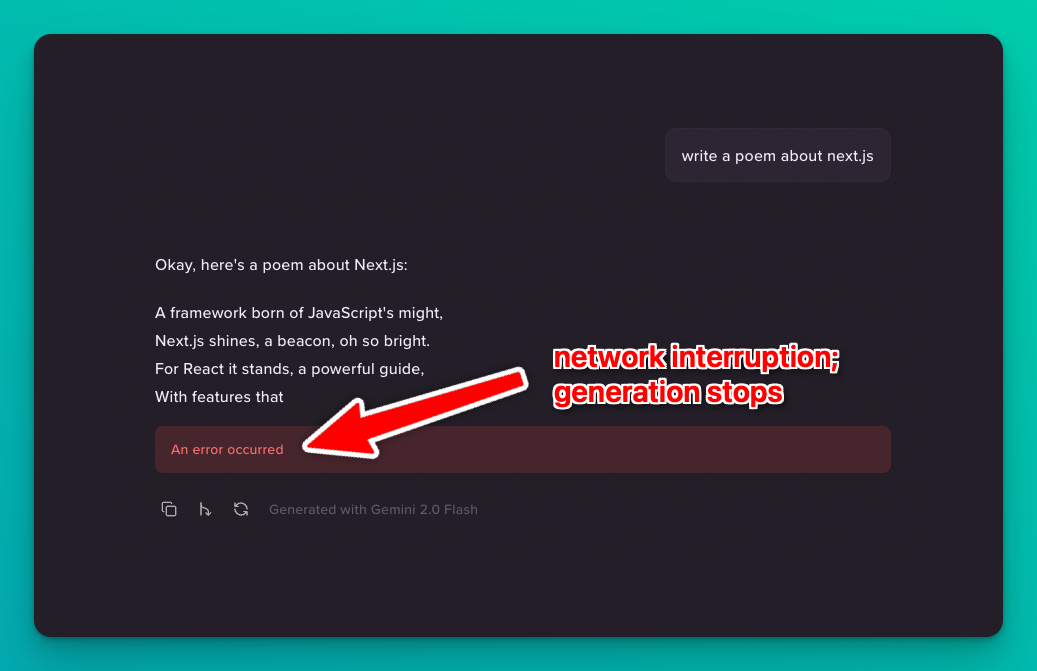 write a poem about next.js
Okay, here's a poem about Next.js:
A framework born of JavaScript's might,
Next.js shines, a beacon, oh so bright.
For React it stands, a powerful guide,
With features that
network interruption;
generation stops
An error occurred
Generated with Gemini 2.0 Flash